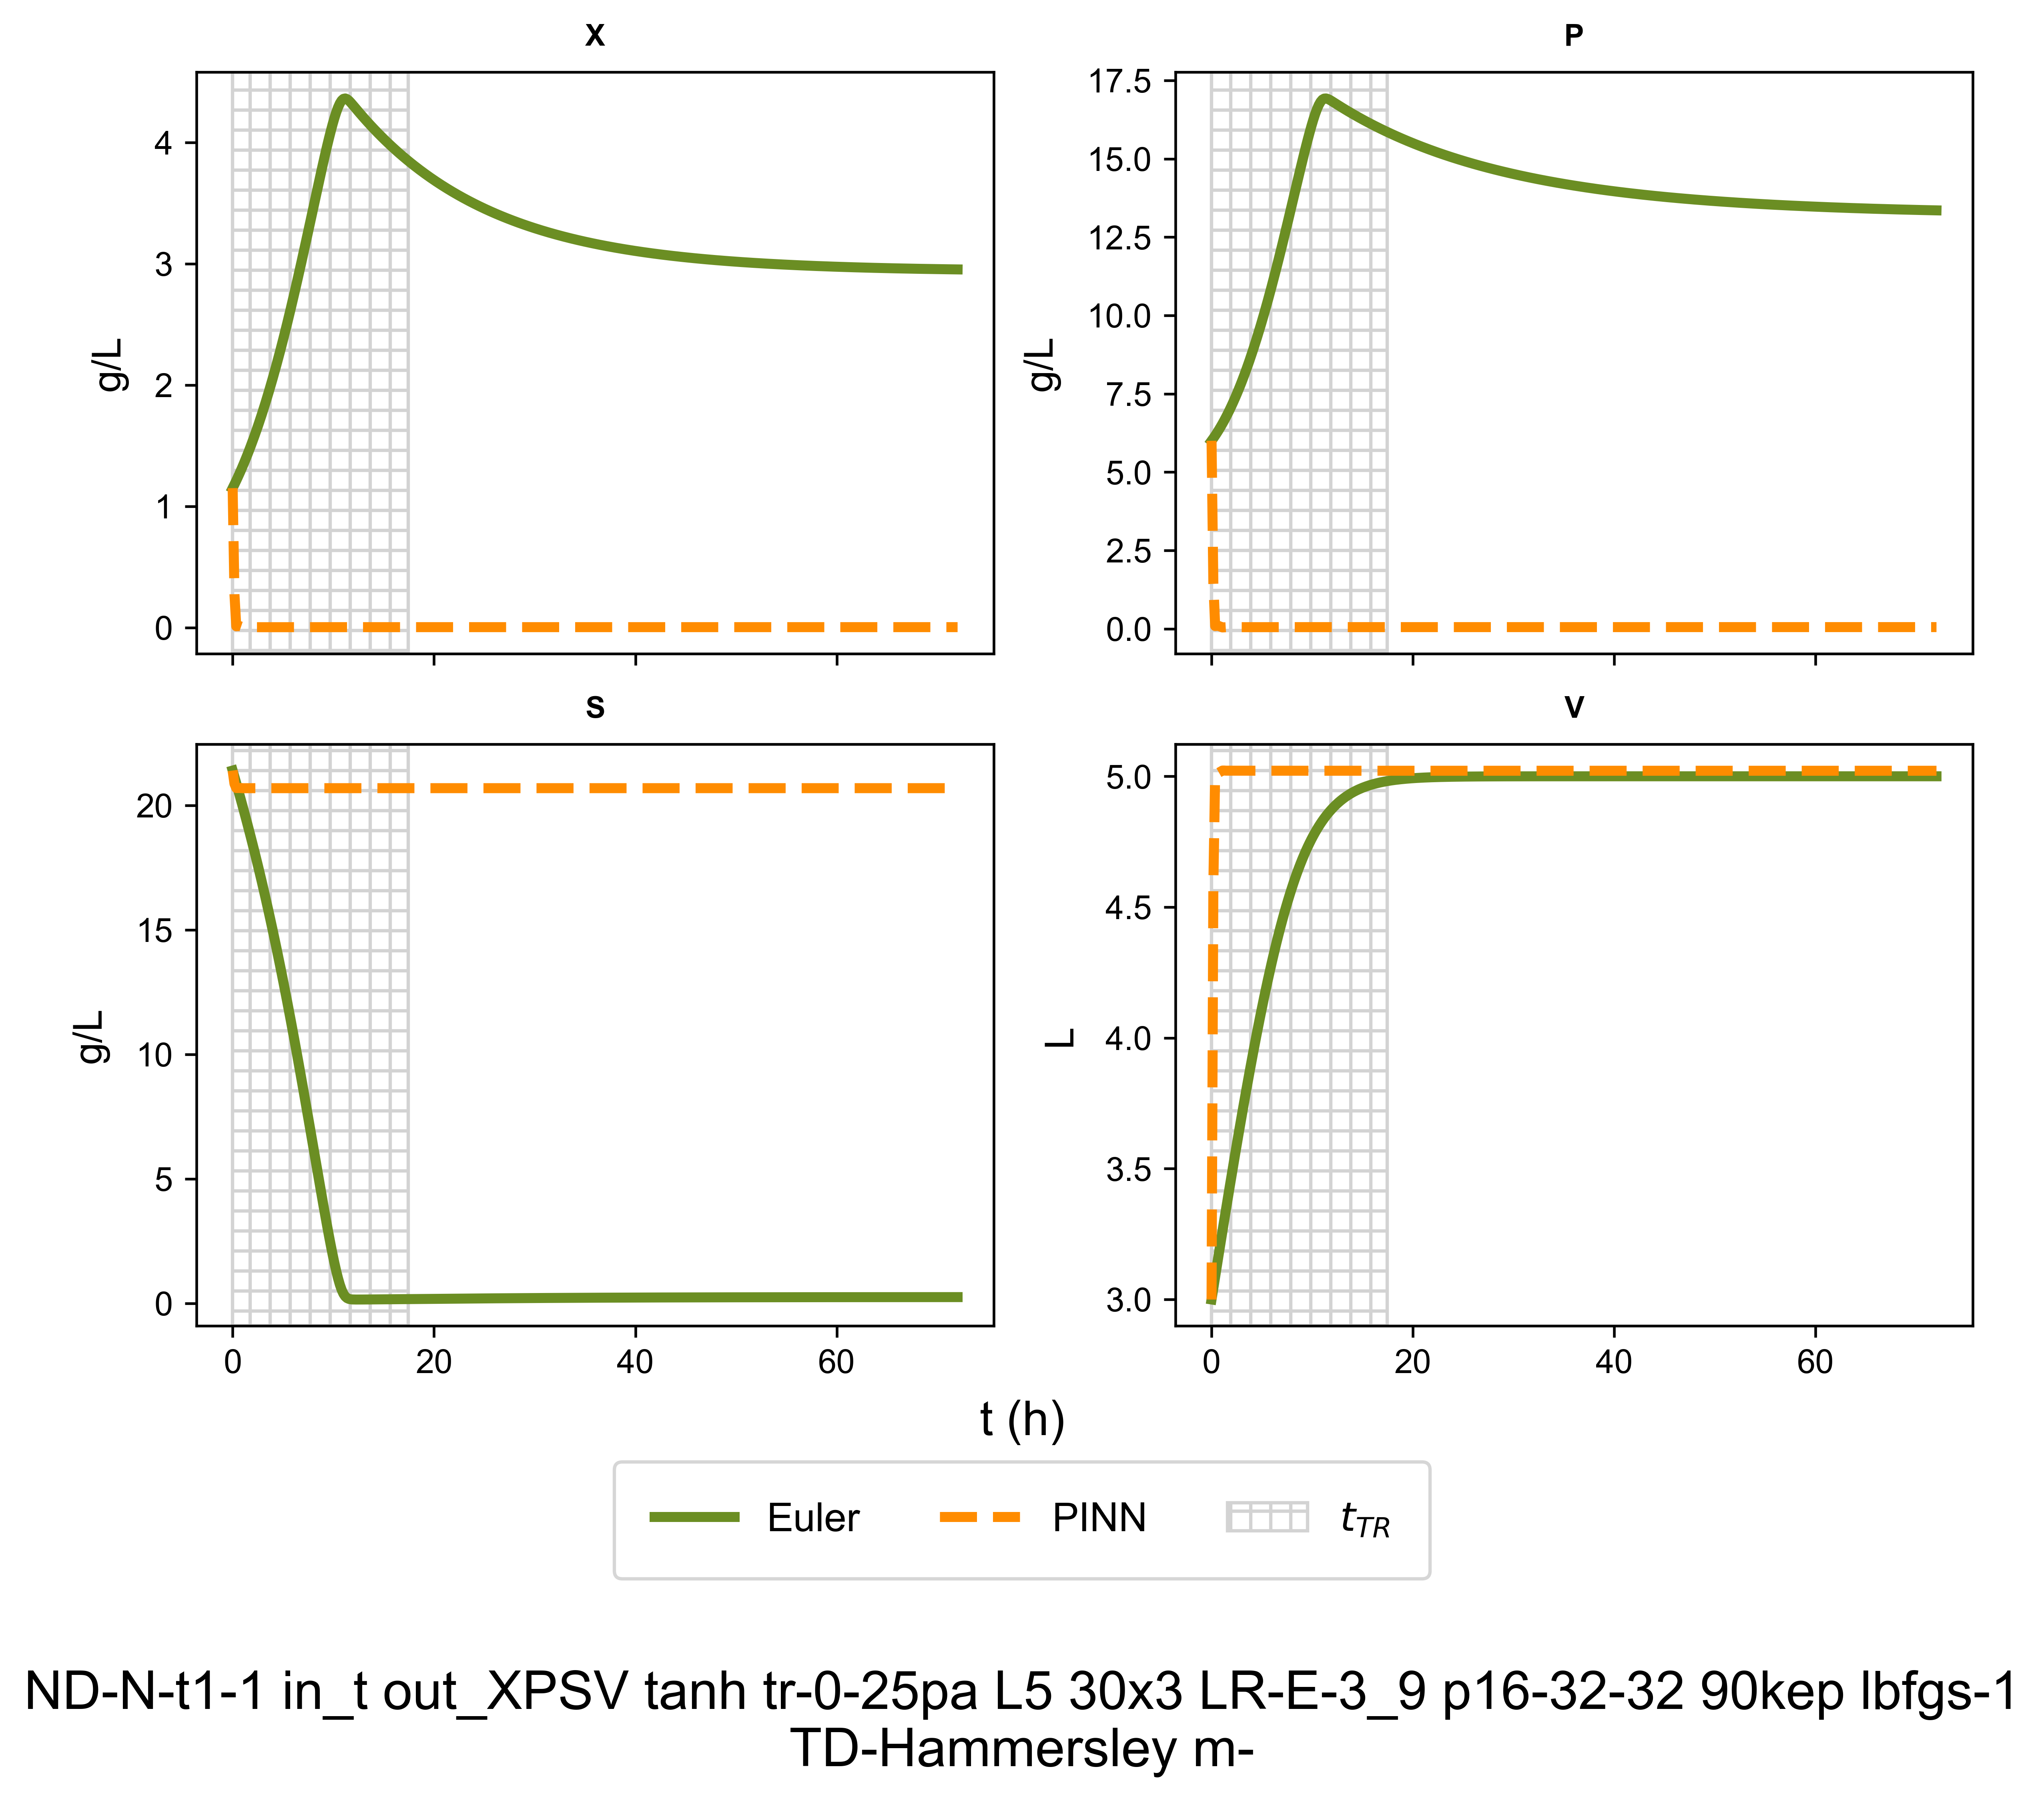 X
4
3
2
1
0
g/L
P
17.5
15.0
12.5
10.0
7.5
5.0
2.5
0.0
g/L
S
20
15
10
5
0
g/L
0 20 40 60
V
5.0
4.5
4.0
3.5
3.0
L
0 20 40 60
t (h)
Euler PINN t_TR
ND-N-t1-1 in_t out_XPSV tanh tr-0-25pa L5 30x3 LR-E-3_9 p16-32-32 90kep lbfgs-1
TD-Hammersley m-